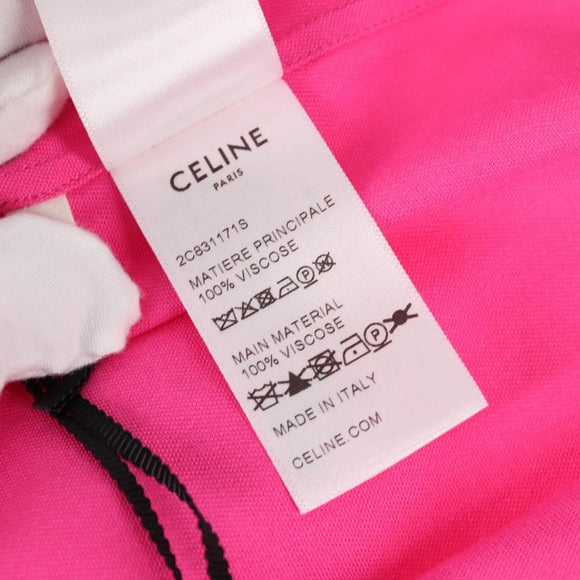 CELINE
PARIS
2C831171S
MATIERE PRINCIPALE
100% VISCOSE
MAIN MATERIAL
100% VISCOSE
P
MADE IN ITALY
CELINE.COM